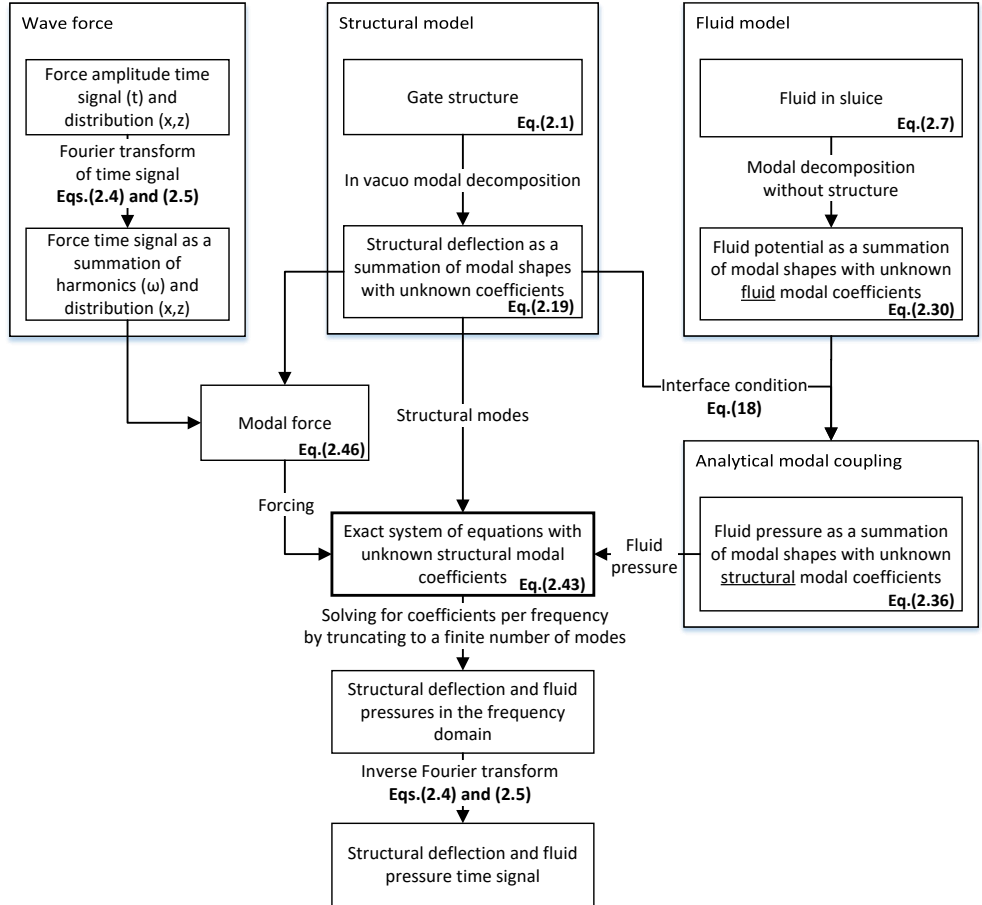 Wave force
Force amplitude time
signal (t) and
distribution (x,z)
Fourier transform
of time signal
Eqs.(2.4) and (2.5)
Force time signal as a
summation of
harmonics (ω) and
distribution (x,z)
Structural model
Gate structure
Eq.(2.1)
In vacuo modal decomposition
Structural deflection as a
summation of modal shapes
with unknown coefficients
Eq.(2.19)
Fluid model
Fluid in sluice
Eq.(2.7)
Modal decomposition
without structure
Fluid potential as a summation
of modal shapes with unknown
fluid modal coefficients
Eq.(2.30)
Interface condition
Eq.(18)
Modal force
Eq.(2.46)
Structural modes
Forcing
Analytical modal coupling
Fluid pressure as a summation
of modal shapes with unknown
structural modal coefficients
Eq.(2.36)
Fluid
pressure
Exact system of equations with
unknown structural modal
coefficients
Eq.(2.43)
Solving for coefficients per frequency
by truncating to a finite number of modes
Structural deflection and fluid
pressures in the frequency
domain
Inverse Fourier transform
Eqs.(2.4) and (2.5)
Structural deflection and fluid
pressure time signal